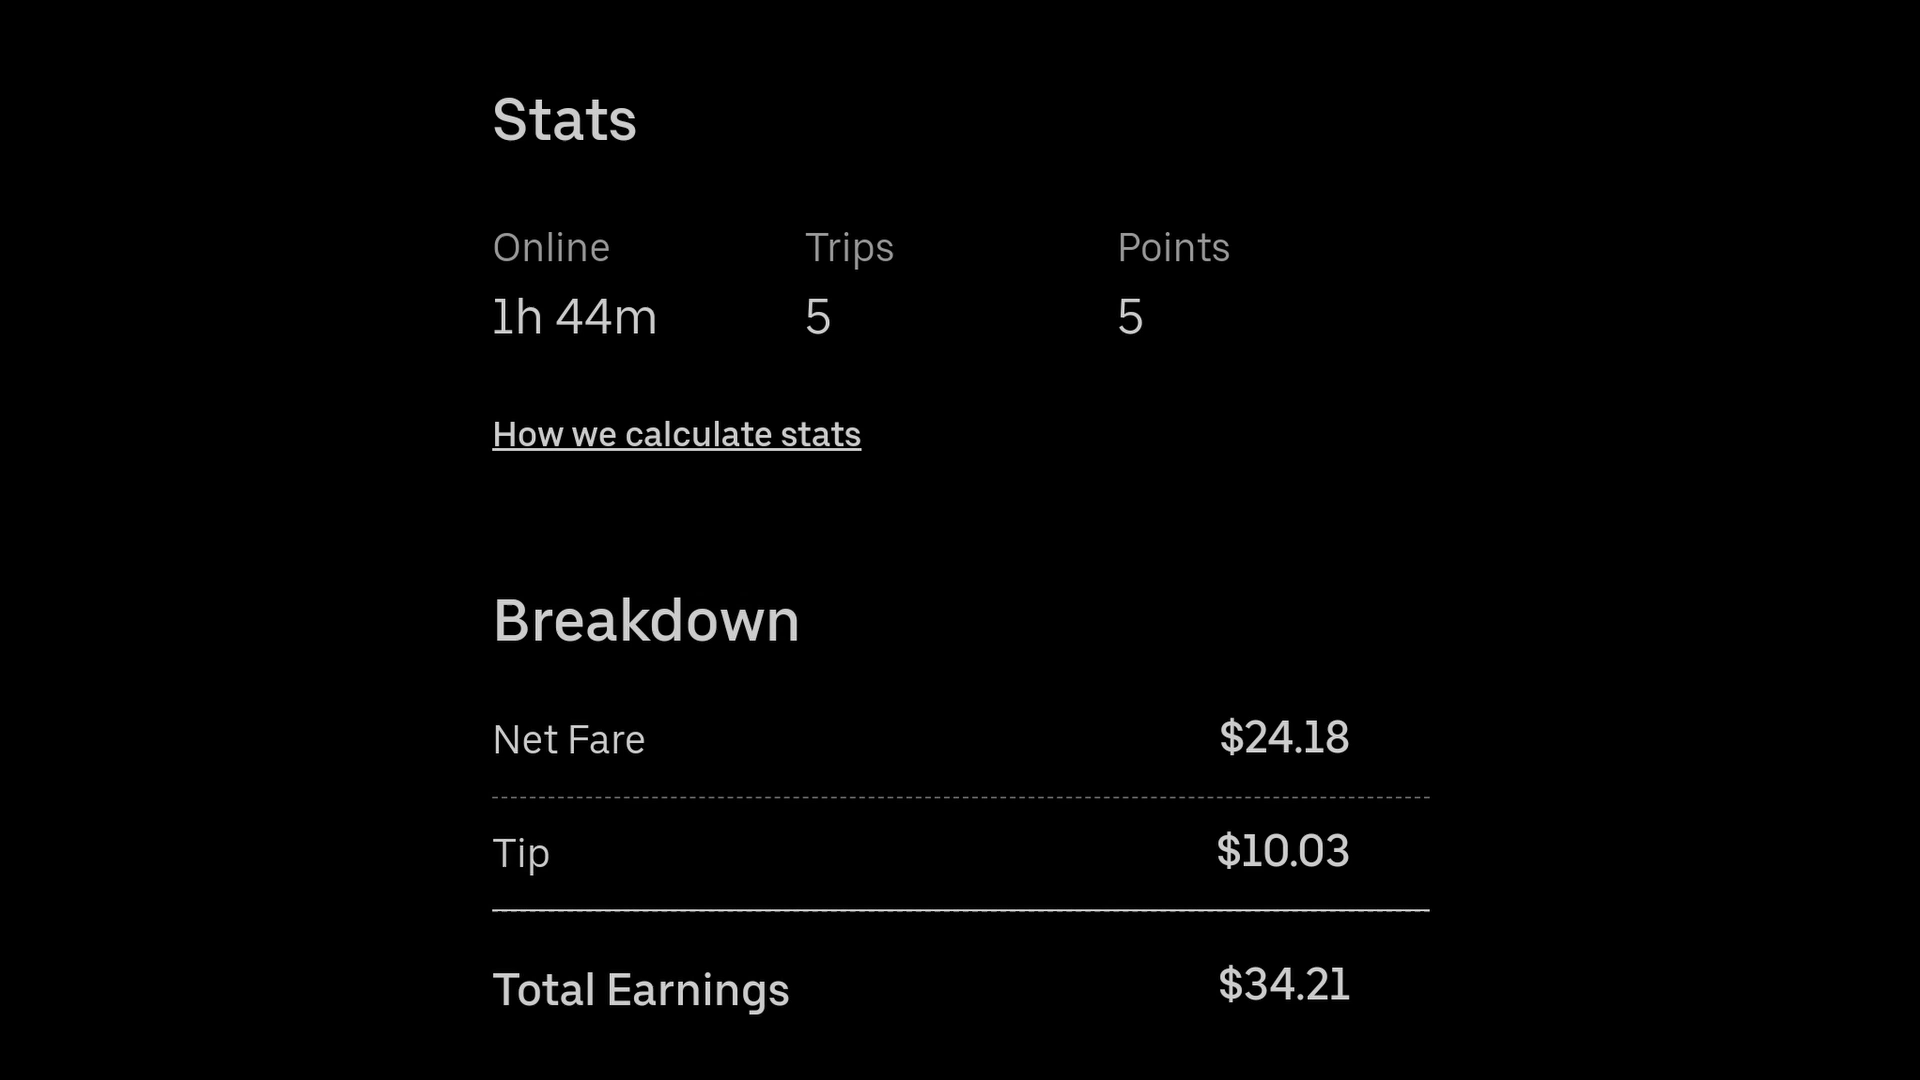 Stats
Online Trips Points
1h 44m 5 5
How we calculate stats
Breakdown
Net Fare $24.18
Tip $10.03
Total Earnings $34.21